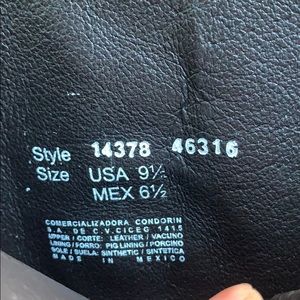 Style 14378 46316
Size USA 9½
MEX 6½
COMERCIALIZADORA CONDORIN
S.A. DE C.V. CICEG 1415
UPPER / CORTE: LEATHER / VACUNO
LINING / FORRO: PIG LINING / PORCINO
SOLE / SUELA: SINTHETIC / SINTETICA
MADE IN MEXICO